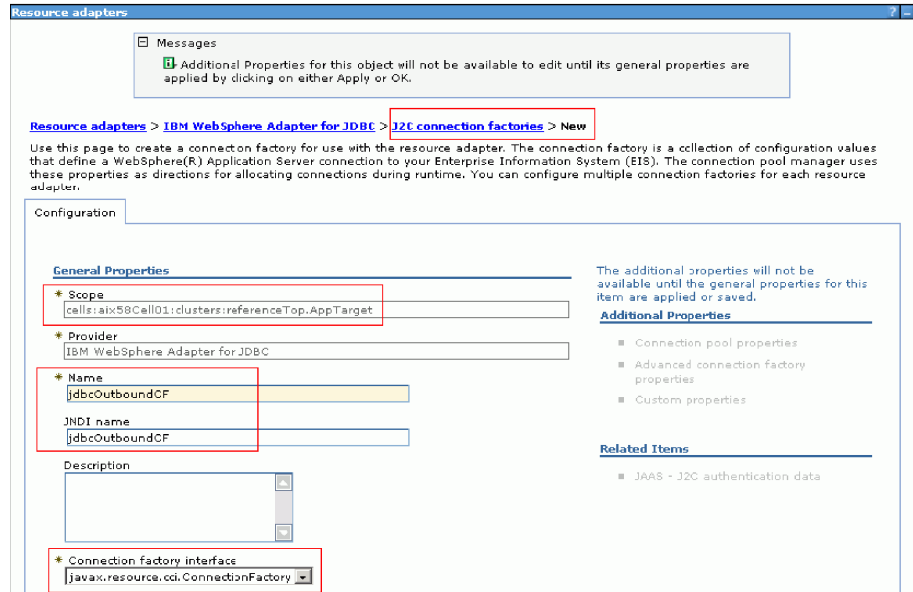 Resource adapters
? –
Messages
Additional Properties for this object will not be available to edit until its general properties are
applied by clicking on either Apply or OK.
Resource adapters > IBM WebSphere Adapter for JDBC > J2C connection factories > New
Use this page to create a connection factory for use with the resource adapter. The connection factory is a collection of configuration values
that define a WebSphere(R) Application Server connection to your Enterprise Information System (EIS). The connection pool manager uses
these properties as directions for allocating connections during runtime. You can configure multiple connection factories for each resource
adapter.
Configuration
General Properties
* Scope
cells:aix58Cell01:clusters:referenceTop.AppTarget
* Provider
IBM WebSphere Adapter for JDBC
* Name
jdbcOutboundCF
JNDI name
jdbcOutboundCF
Description
* Connection factory interface
javax.resource.cci.ConnectionFactory
The additional properties will not be
available until the general properties for this
item are applied or saved.
Additional Properties
Connection pool properties
Advanced connection factory
properties
Custom properties
Related Items
JAAS - J2C authentication data